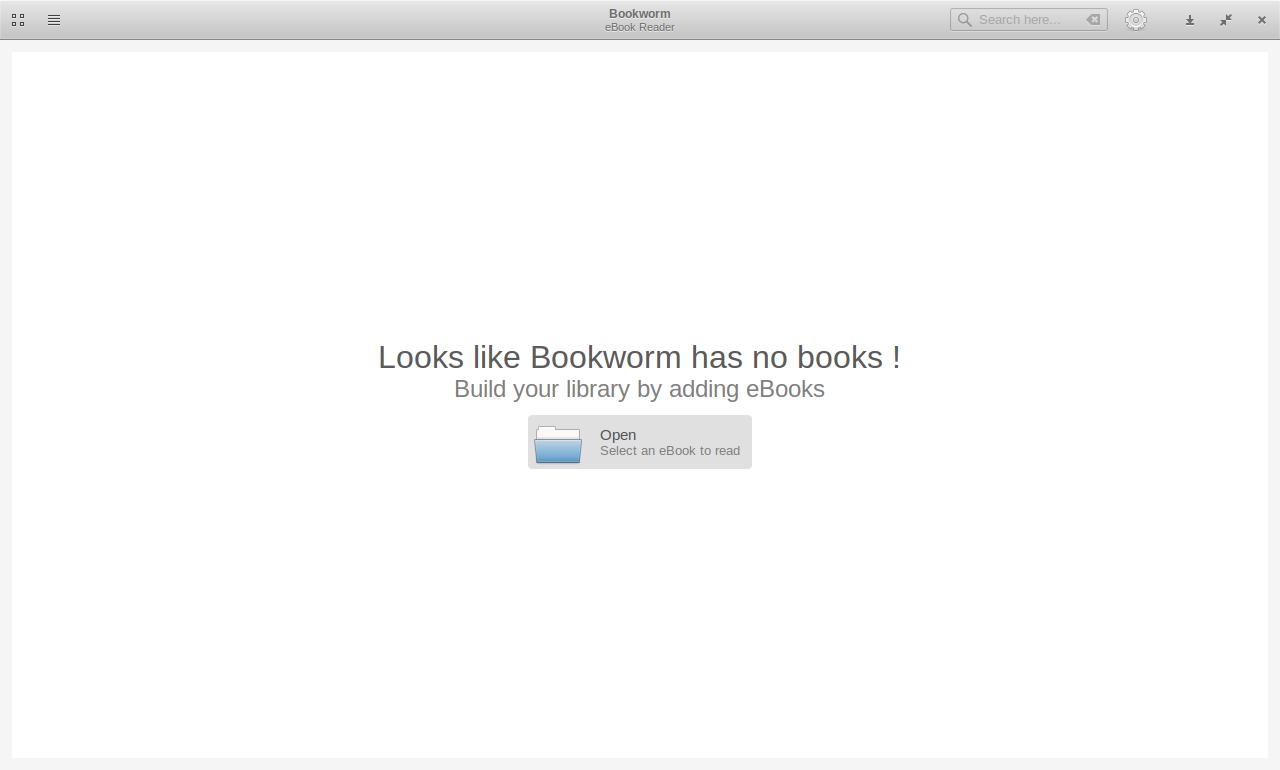 Bookworm
eBook Reader
Search here...
Looks like Bookworm has no books !
Build your library by adding eBooks
Open
Select an eBook to read